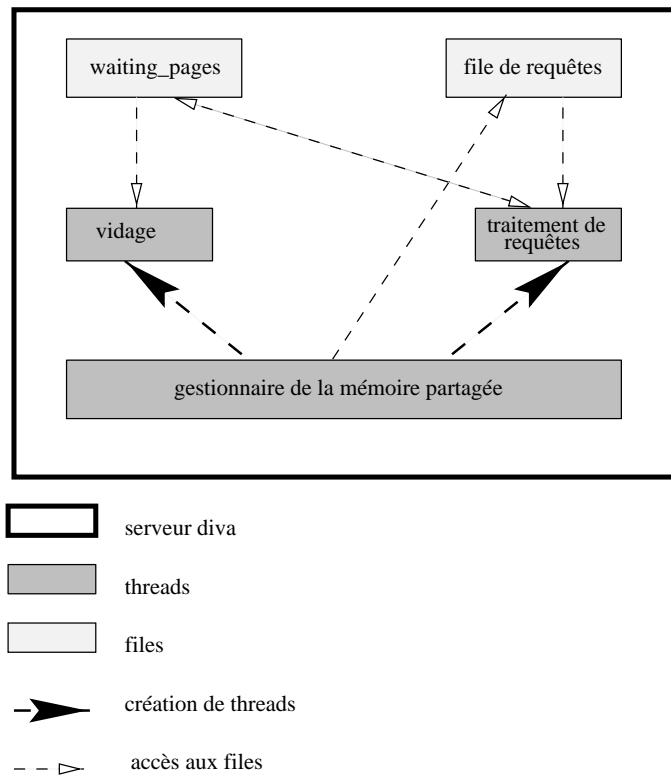 waiting_pages
file de requêtes
vidage
traitement de
requêtes
gestionnaire de la mémoire partagée
serveur diva
threads
files
création de threads
accès aux files